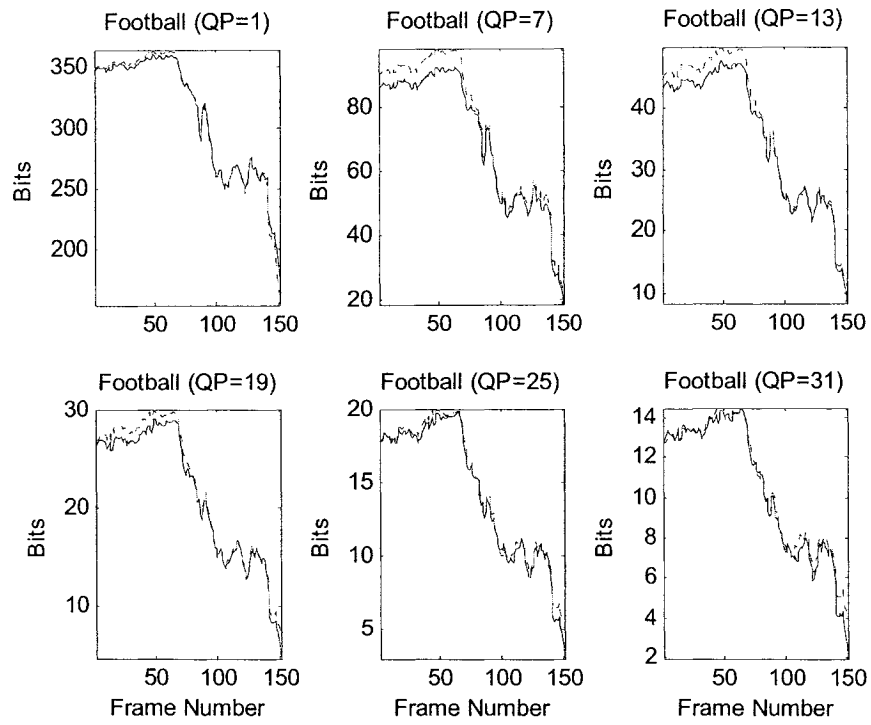 Football (QP=1)
Football (QP=7)
Football (QP=13)
Bits
350
300
250
200
50
100
150
Bits
80
60
40
20
50
100
150
Bits
40
30
20
10
50
100
150
Football (QP=19)
Football (QP=25)
Football (QP=31)
Bits
30
20
10
50
100
150
Frame Number
Bits
20
15
10
5
50
100
150
Frame Number
Bits
14
12
10
8
6
4
2
50
100
150
Frame Number